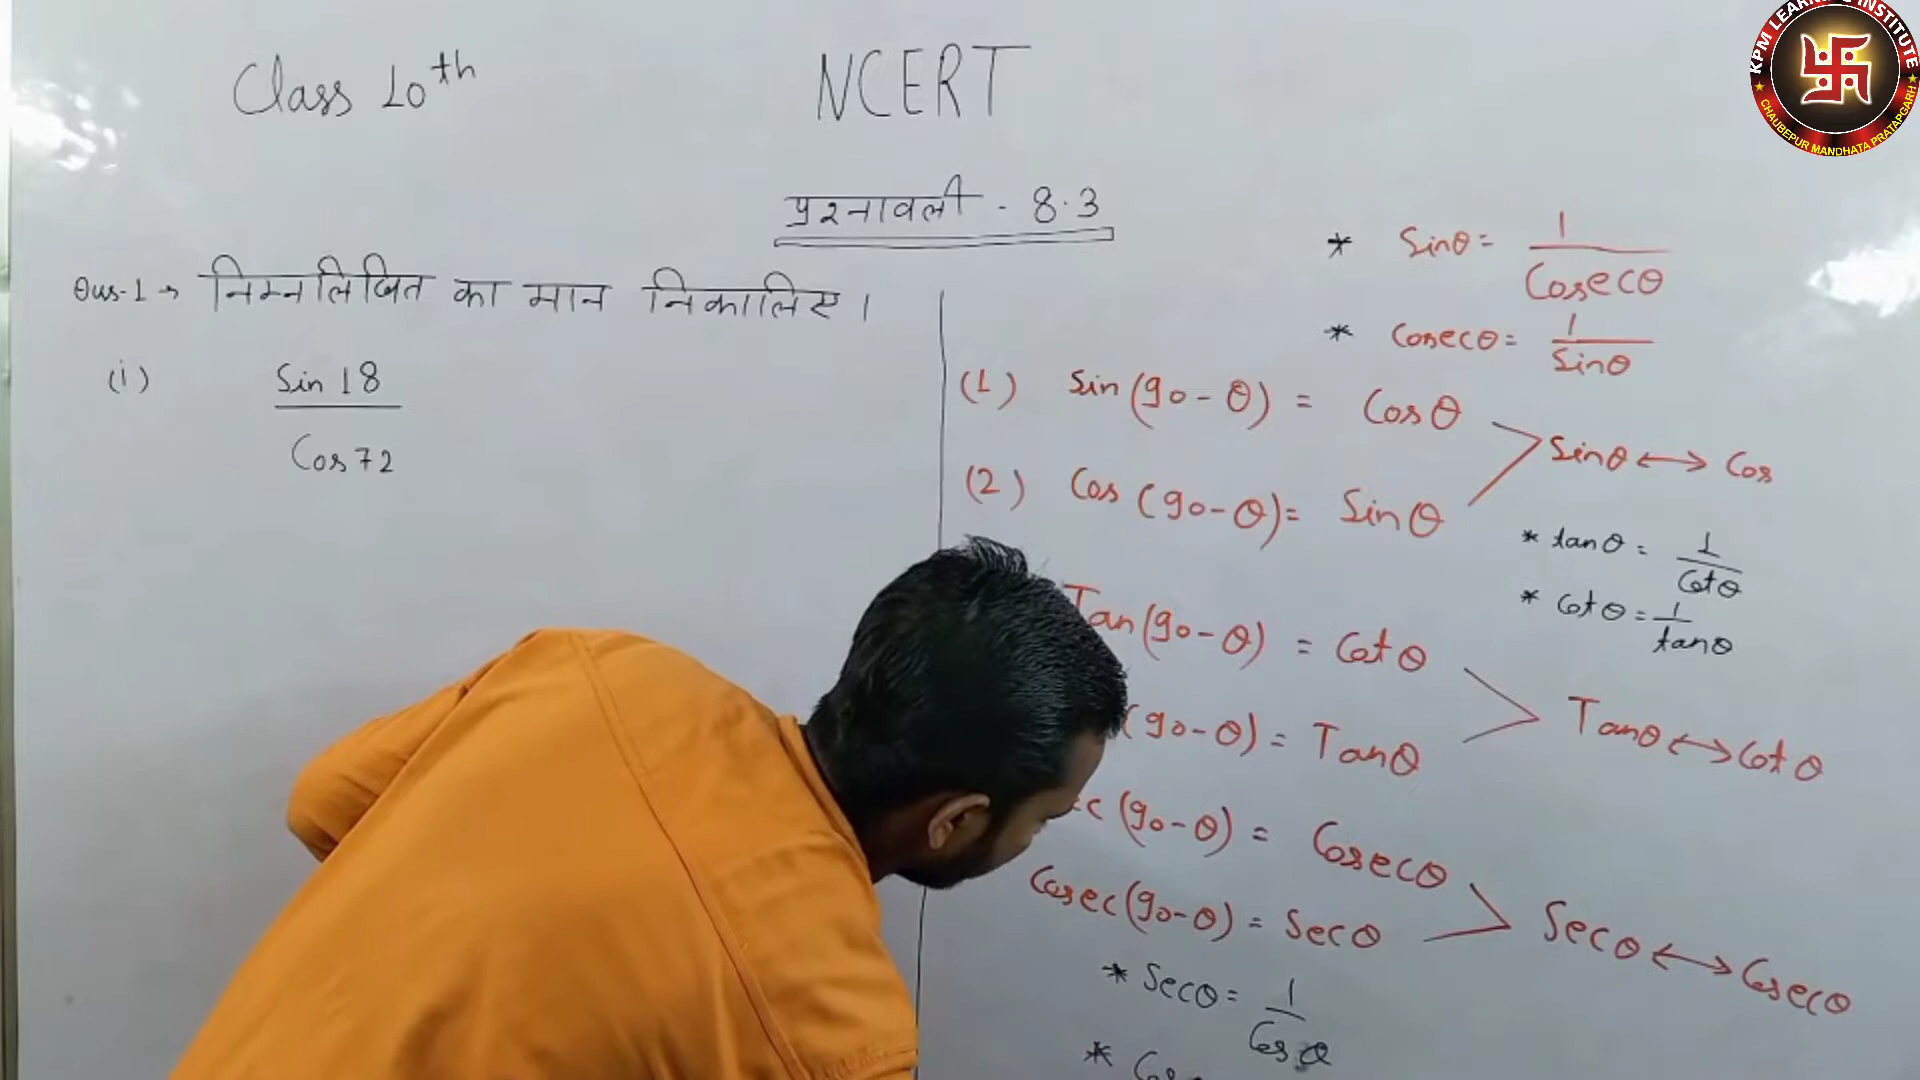 Class 10th
NCERT
प्रश्नावली - 8.3
Ques-1 → निम्नलिखित का मान निकालिए।
(i) Sin 18
Cos 72
* Sinθ = 1
Cosecθ
* Cosecθ = 1
Sinθ
(1) Sin (90 - θ) = Cosθ
(2) Cos (90 - θ) = Sinθ
Sinθ ↔ Cos
* tanθ = 1
Cotθ
* Cotθ = 1
tanθ
Tan (90 - θ) = Cotθ
(90 - θ) = Tanθ
Tanθ ↔ Cotθ
(90 - θ) = Cosecθ
Cosec (90 - θ) = Secθ
Secθ ↔ Cosecθ
* Secθ = 1
Cosθ
KPM LEARNING INSTITUTE
CHAUBEPUR MANDHATA PRATAPGARH